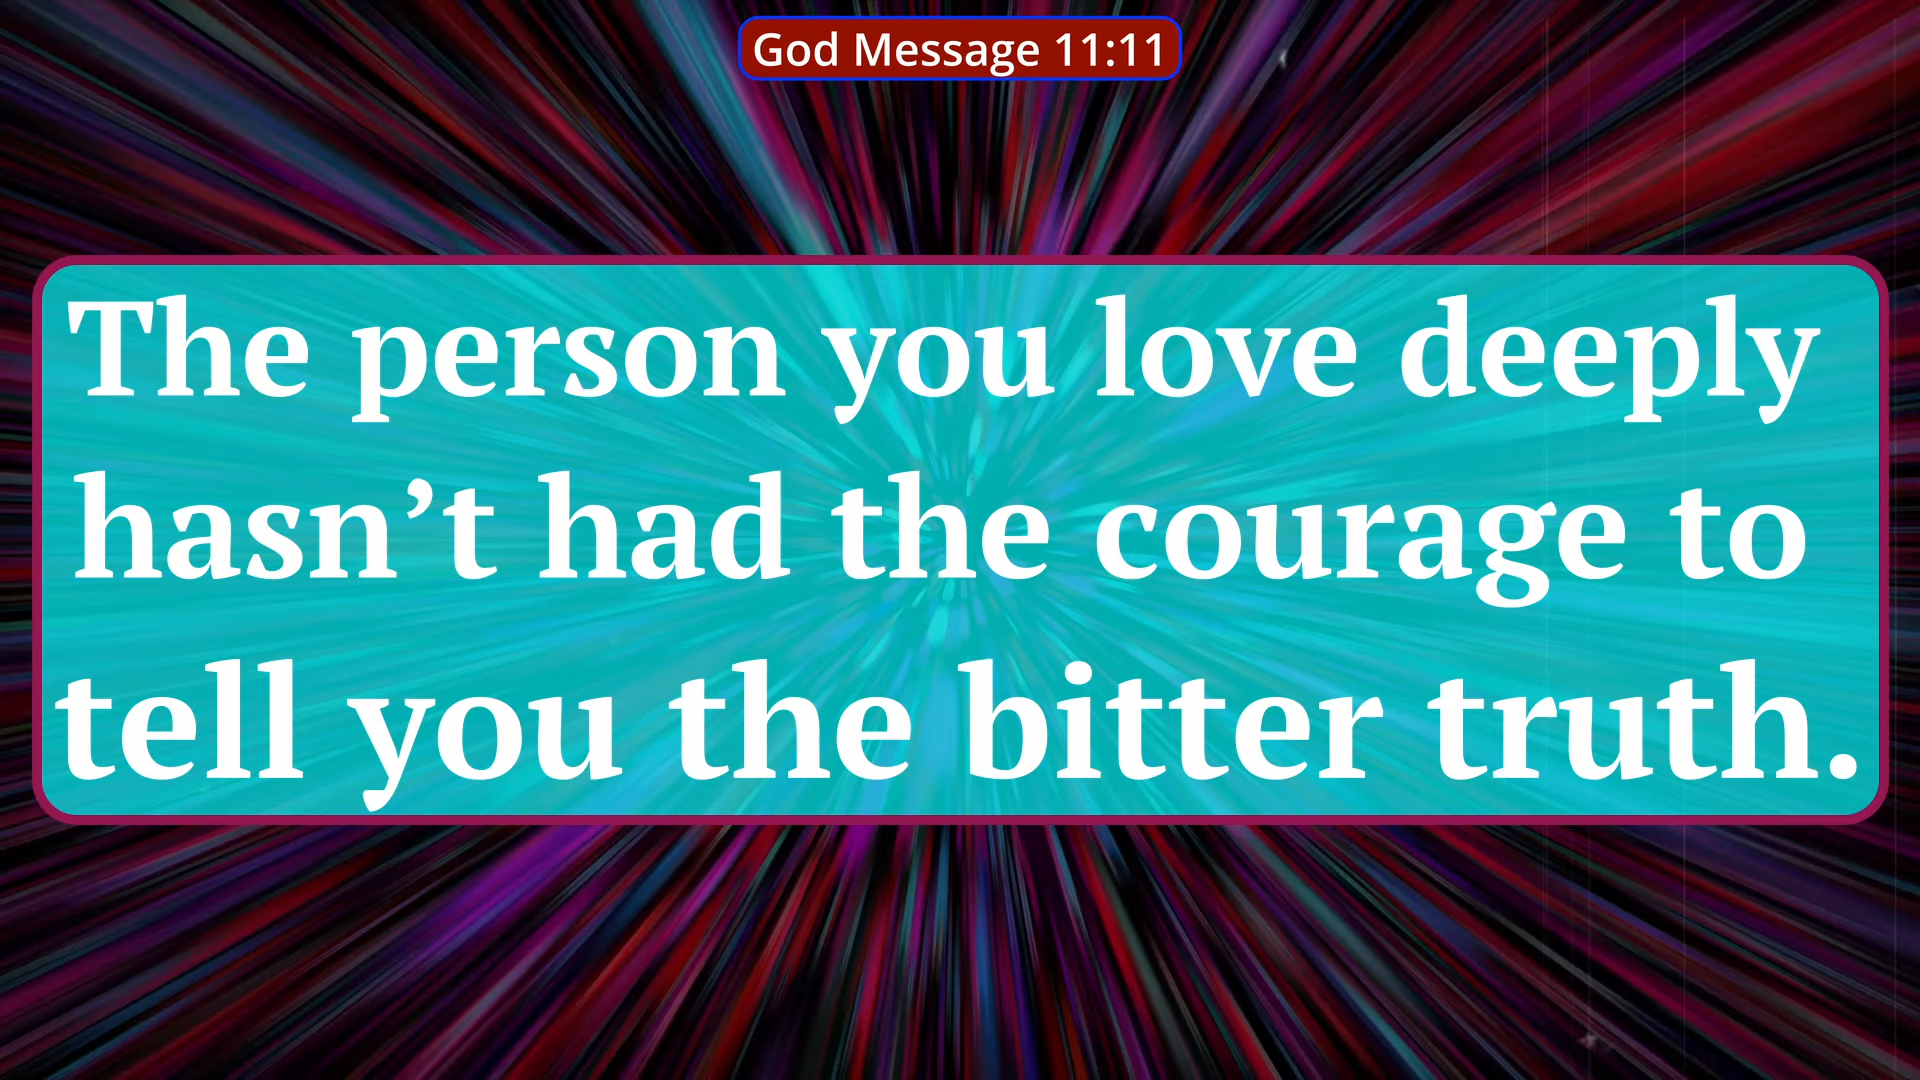 God Message 11:11
The person you love deeply
hasn’t had the courage to
tell you the bitter truth.